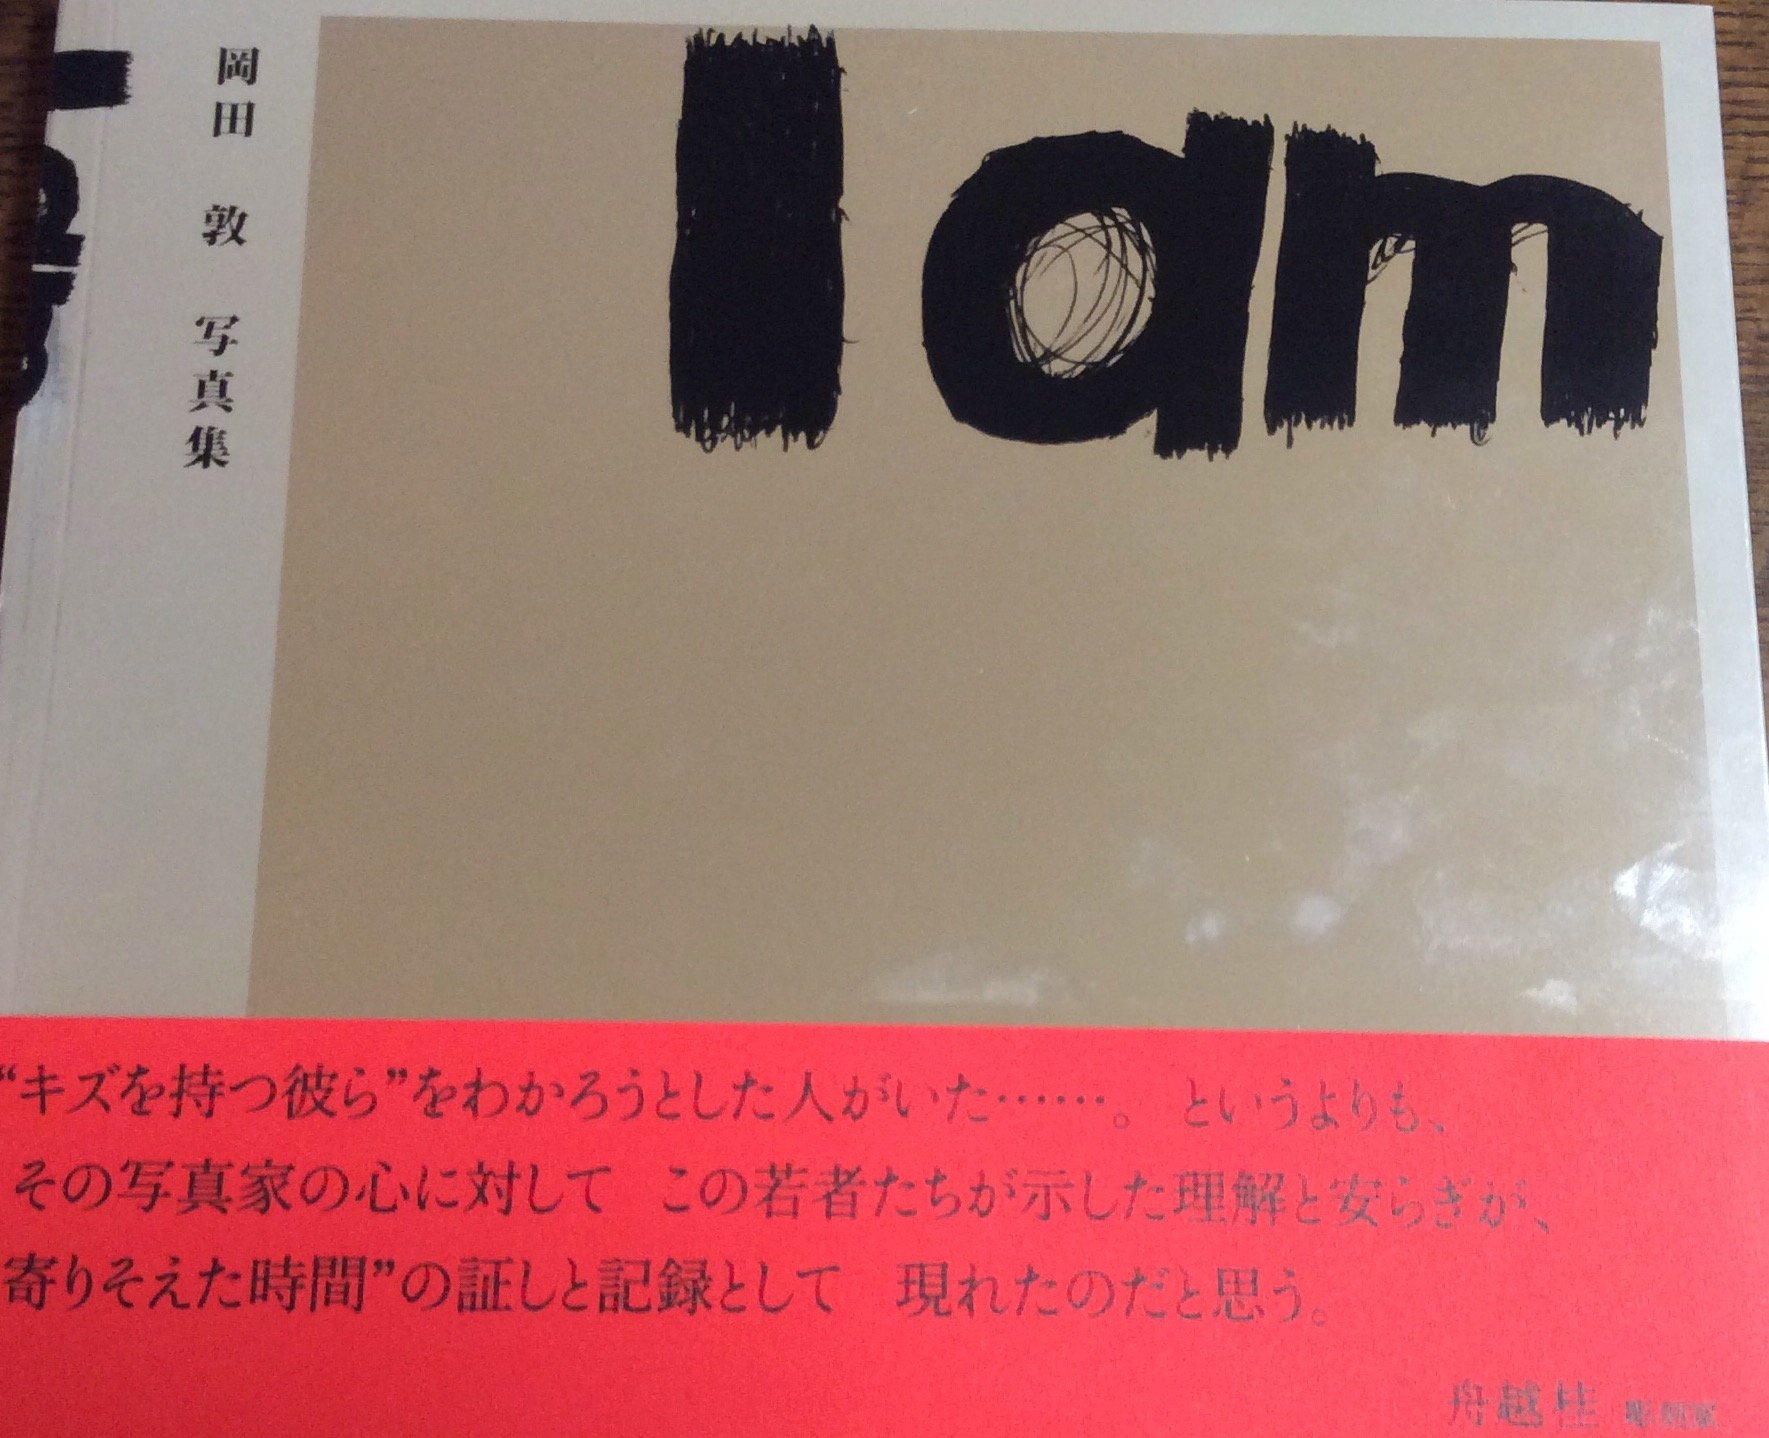 岡田 敦 写真集
I am
“キズを持つ彼ら”をわかろうとした人がいた……。 というよりも、
その写真家の心に対して この若者たちが示した理解と安らぎが、
“寄りそえた時間”の証しと記録として 現れたのだと思う。
舟越桂 彫刻家